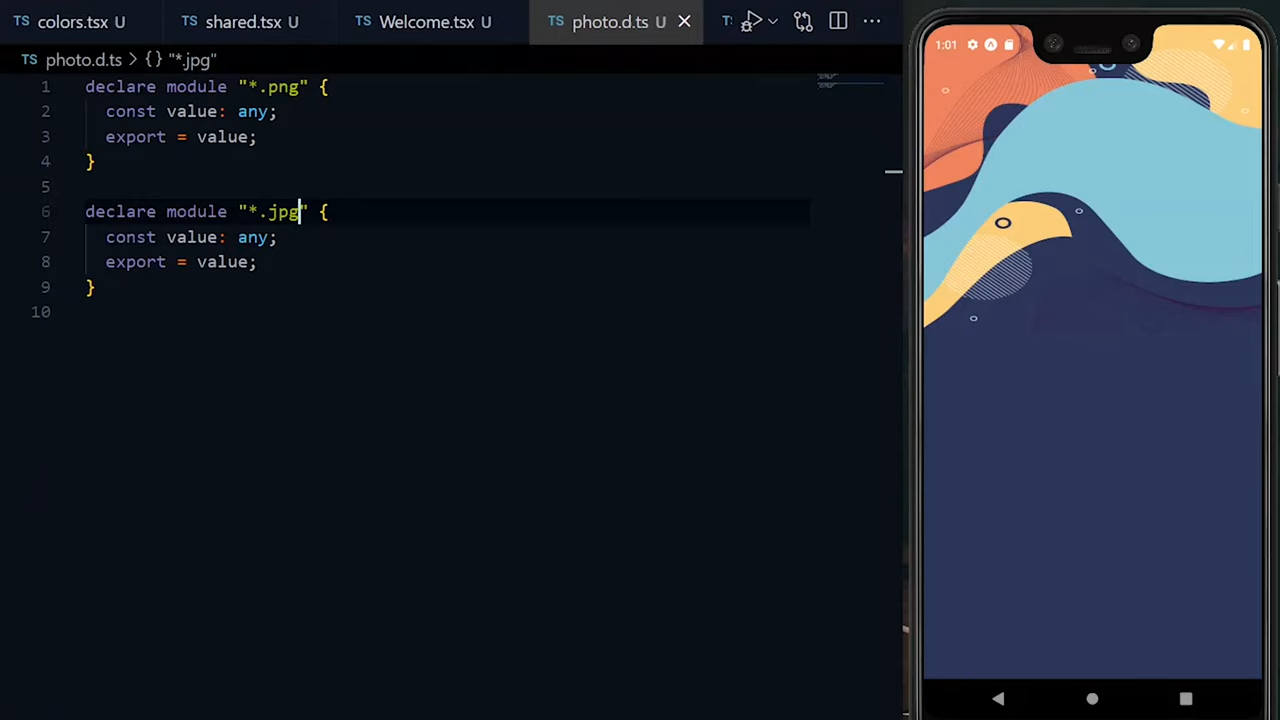 TS colors.tsx U TS shared.tsx U TS Welcome.tsx U TS photo.d.ts U
TS photo.d.ts > {} "*.jpg"
1 declare module "*.png" {
2 const value: any;
3 export = value;
4 }
5
6 declare module "*.jpg" {
7 const value: any;
8 export = value;
9 }
10
1:01